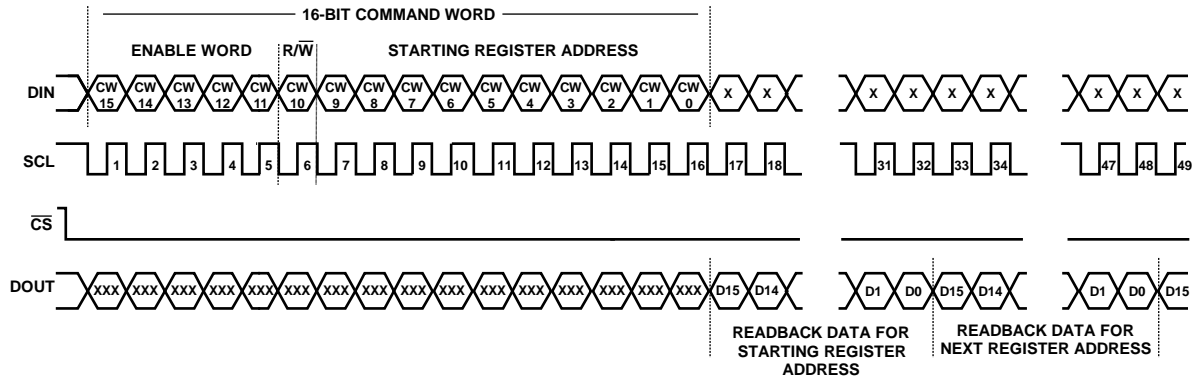 16-BIT COMMAND WORD
ENABLE WORD R/W̅ STARTING REGISTER ADDRESS
DIN CW 15 CW 14 CW 13 CW 12 CW 11 CW 10 CW 9 CW 8 CW 7 CW 6 CW 5 CW 4 CW 3 CW 2 CW 1 CW 0 X X X X X X X X X
SCL 1 2 3 4 5 6 7 8 9 10 11 12 13 14 15 16 17 18 31 32 33 34 47 48 49
C̅S̅
DOUT XXX XXX XXX XXX XXX XXX XXX XXX XXX XXX XXX XXX XXX XXX XXX XXX D15 D14 D1 D0 D15 D14 D1 D0 D15
READBACK DATA FOR
STARTING REGISTER
ADDRESS
READBACK DATA FOR
NEXT REGISTER ADDRESS